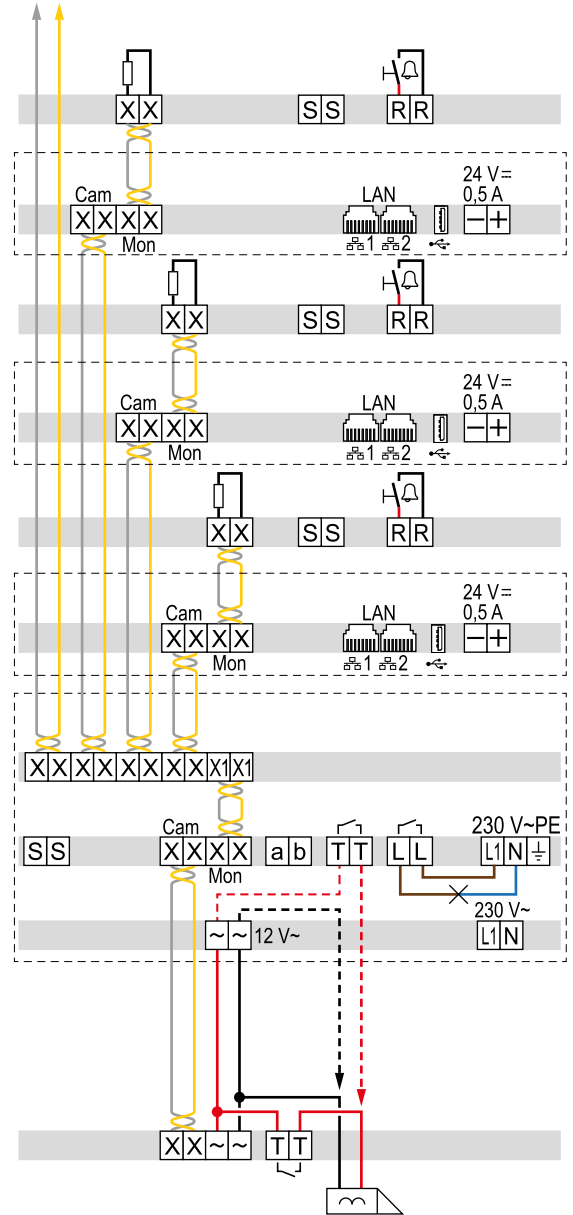 X X S S R R
24 V⎓
Cam LAN 0,5 A
X X X X − +
Mon 1 2
X X S S R R
24 V⎓
Cam LAN 0,5 A
X X X X − +
Mon 1 2
X X S S R R
24 V⎓
Cam LAN 0,5 A
X X X X − +
Mon 1 2
X X X X X X X X X1 X1
Cam 230 V~PE
S S X X X X a b T T L L L1 N
Mon
230 V~
~ ~ 12 V~ L1 N
X X ~ ~ T T